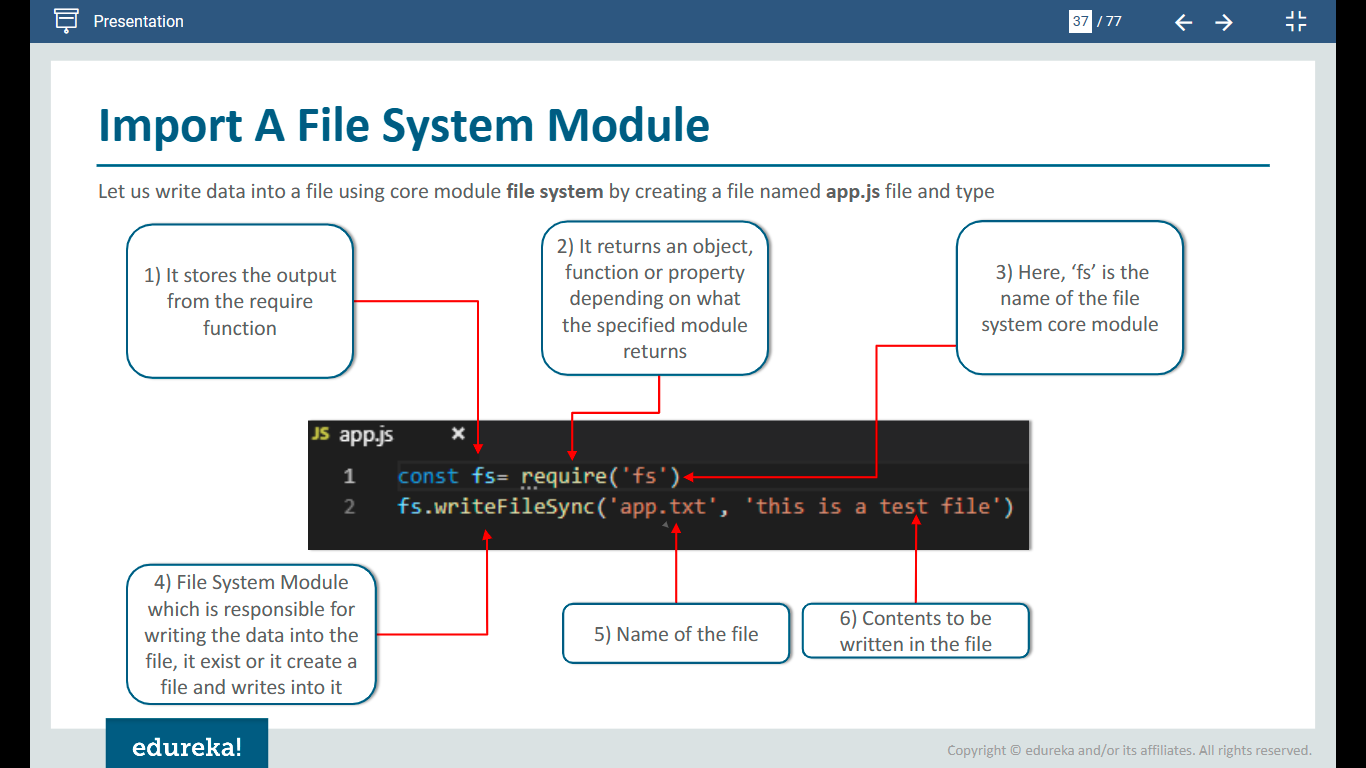 Presentation
37 / 77
Import A File System Module
Let us write data into a file using core module file system by creating a file named app.js file and type
1) It stores the output
from the require
function
2) It returns an object,
function or property
depending on what
the specified module
returns
3) Here, ‘fs’ is the
name of the file
system core module
JS app.js
1 const fs= require('fs')
2 fs.writeFileSync('app.txt', 'this is a test file')
4) File System Module
which is responsible for
writing the data into the
file, it exist or it create a
file and writes into it
5) Name of the file
6) Contents to be
written in the file
edureka!
Copyright © edureka and/or its affiliates. All rights reserved.